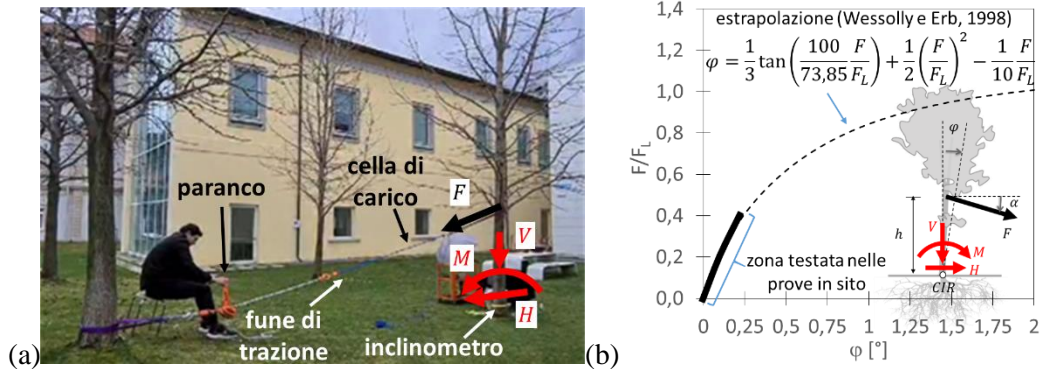 (a)
paranco
cella di
carico
F
V
M
H
fune di
trazione
inclinometro
(b)
estrapolazione (Wessolly e Erb, 1998)
φ = 1/3 tan(100/73,85 F/F_L) + 1/2 (F/F_L)² − 1/10 F/F_L
F/F_L
1,4
1,2
1,0
0,8
0,6
0,4
0,2
0,0
φ
α
F
V
h
M
H
CIR
zona testata nelle
prove in sito
0 0,25 0,5 0,75 1 1,25 1,5 1,75 2
φ [°]